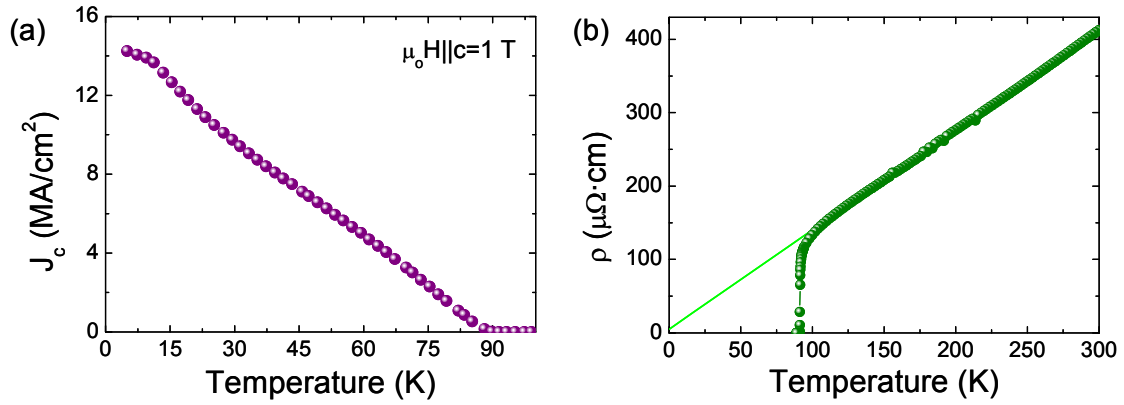 (a)
μ₀H||c=1 T
J_c (MA/cm²)
16
12
8
4
0
0 15 30 45 60 75 90
Temperature (K)
(b)
ρ (μΩ·cm)
400
300
200
100
0
0 50 100 150 200 250 300
Temperature (K)